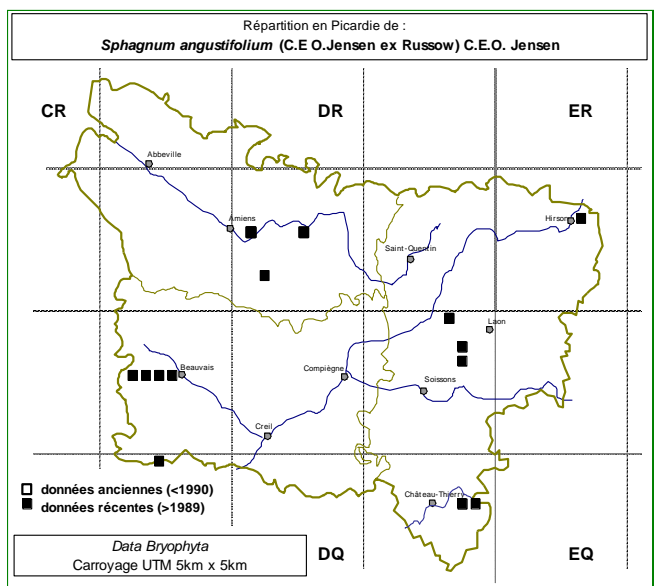 Répartition en Picardie de :
Sphagnum angustifolium (C.E O.Jensen ex Russow) C.E.O. Jensen
CR DR ER
Abbeville
Amiens
Hirson
Saint-Quentin
Laon
Beauvais
Compiègne
Soissons
Creil
données anciennes (<1990)
données récentes (>1989)
Château-Thierry
Data Bryophyta
Carroyage UTM 5km x 5km
DQ EQ